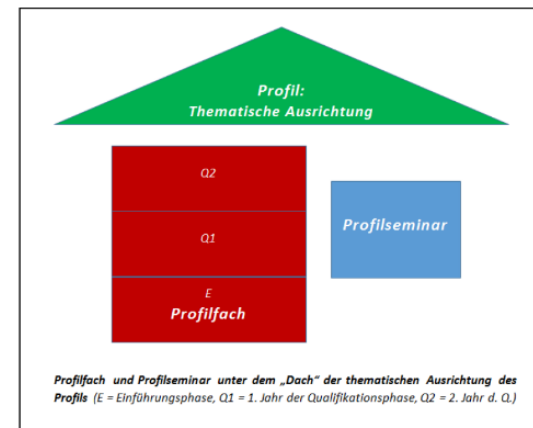 Profil:
Thematische Ausrichtung
Q2
Q1
E
Profilfach
Profilseminar
Profilfach und Profilseminar unter dem „Dach“ der thematischen Ausrichtung des
Profils (E = Einführungsphase, Q1 = 1. Jahr der Qualifikationsphase, Q2 = 2. Jahr d. Q.)